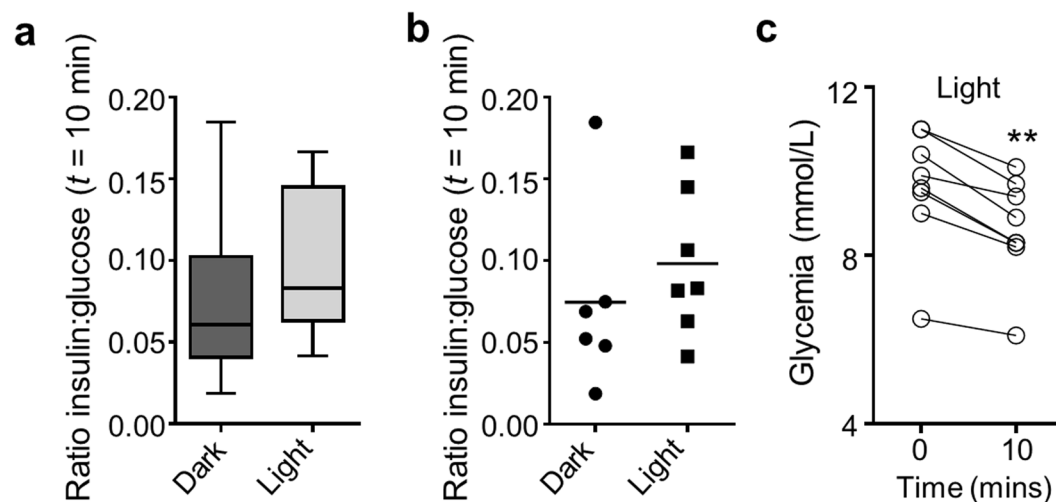 a
Ratio insulin:glucose (t = 10 min)
0.20
0.15
0.10
0.05
0.00
Dark
Light
b
Ratio insulin:glucose (t = 10 min)
0.20
0.15
0.10
0.05
0.00
Dark
Light
c
Glycemia (mmol/L)
12
8
4
Light
**
0
10
Time (mins)